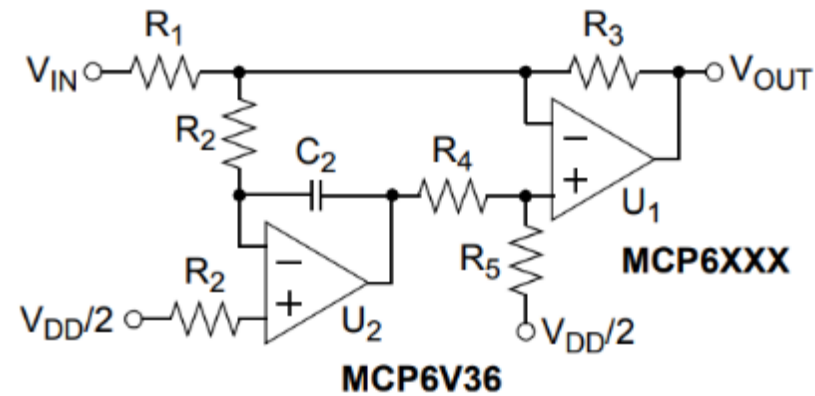 R1
R3
VIN
VOUT
R2
C2
R4
U1
R5
MCP6XXX
R2
VDD/2
U2
VDD/2
MCP6V36